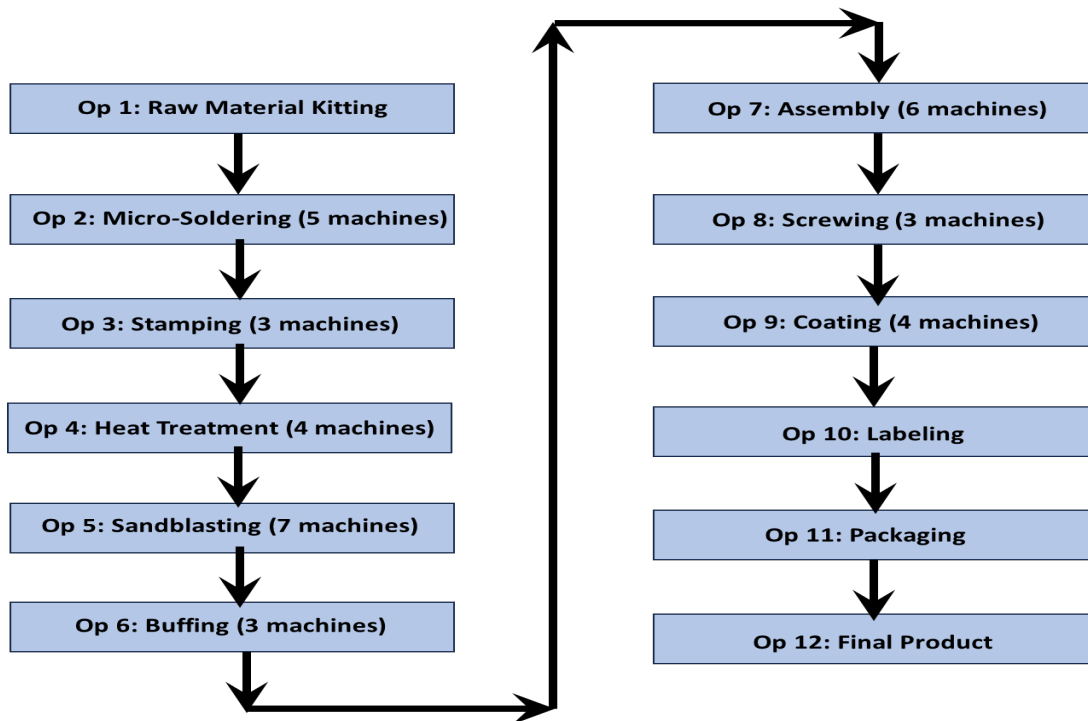 Op 1: Raw Material Kitting
Op 2: Micro-Soldering (5 machines)
Op 3: Stamping (3 machines)
Op 4: Heat Treatment (4 machines)
Op 5: Sandblasting (7 machines)
Op 6: Buffing (3 machines)
Op 7: Assembly (6 machines)
Op 8: Screwing (3 machines)
Op 9: Coating (4 machines)
Op 10: Labeling
Op 11: Packaging
Op 12: Final Product